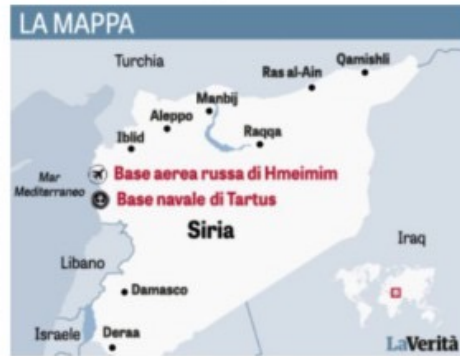 LA MAPPA
Turchia
Qamishli
Ras al-Ain
Manbij
Aleppo
Iblid
Raqqa
Mar
Mediterraneo
Base aerea russa di Hmeimim
Base navale di Tartus
Siria
Iraq
Libano
Damasco
Israele
Deraa
LaVerità